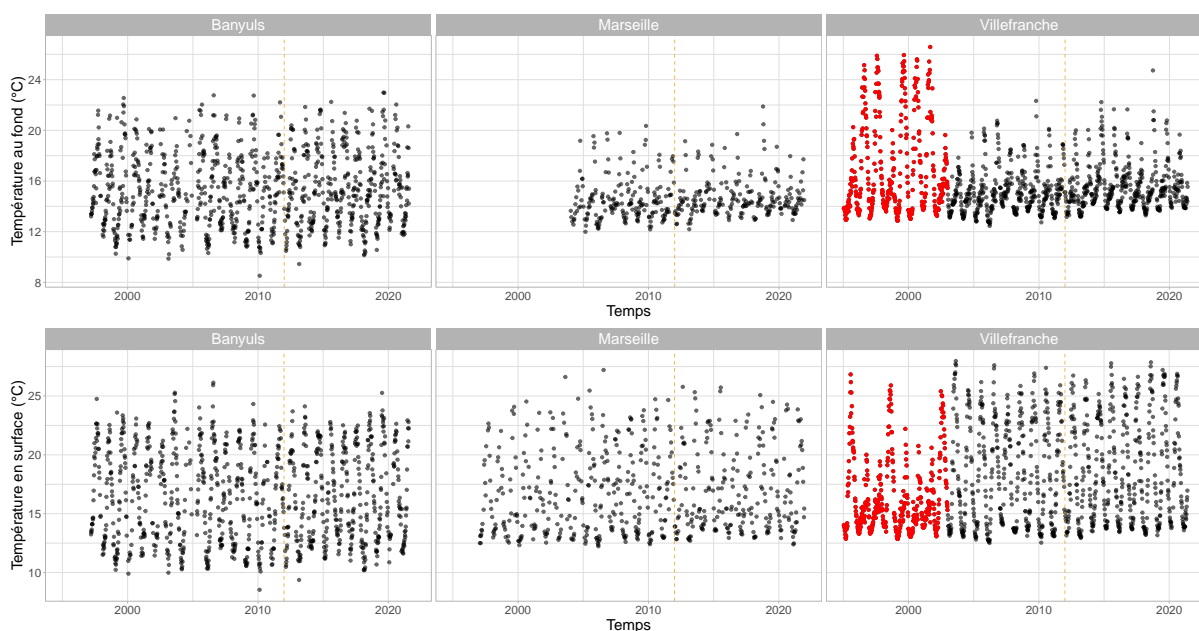 Banyuls Marseille Villefranche
Température au fond (°C)
24
20
16
12
8
2000 2010 2020 2000 2010 2020 2000 2010 2020
Temps
Banyuls Marseille Villefranche
Température en surface (°C)
25
20
15
10
2000 2010 2020 2000 2010 2020 2000 2010 2020
Temps